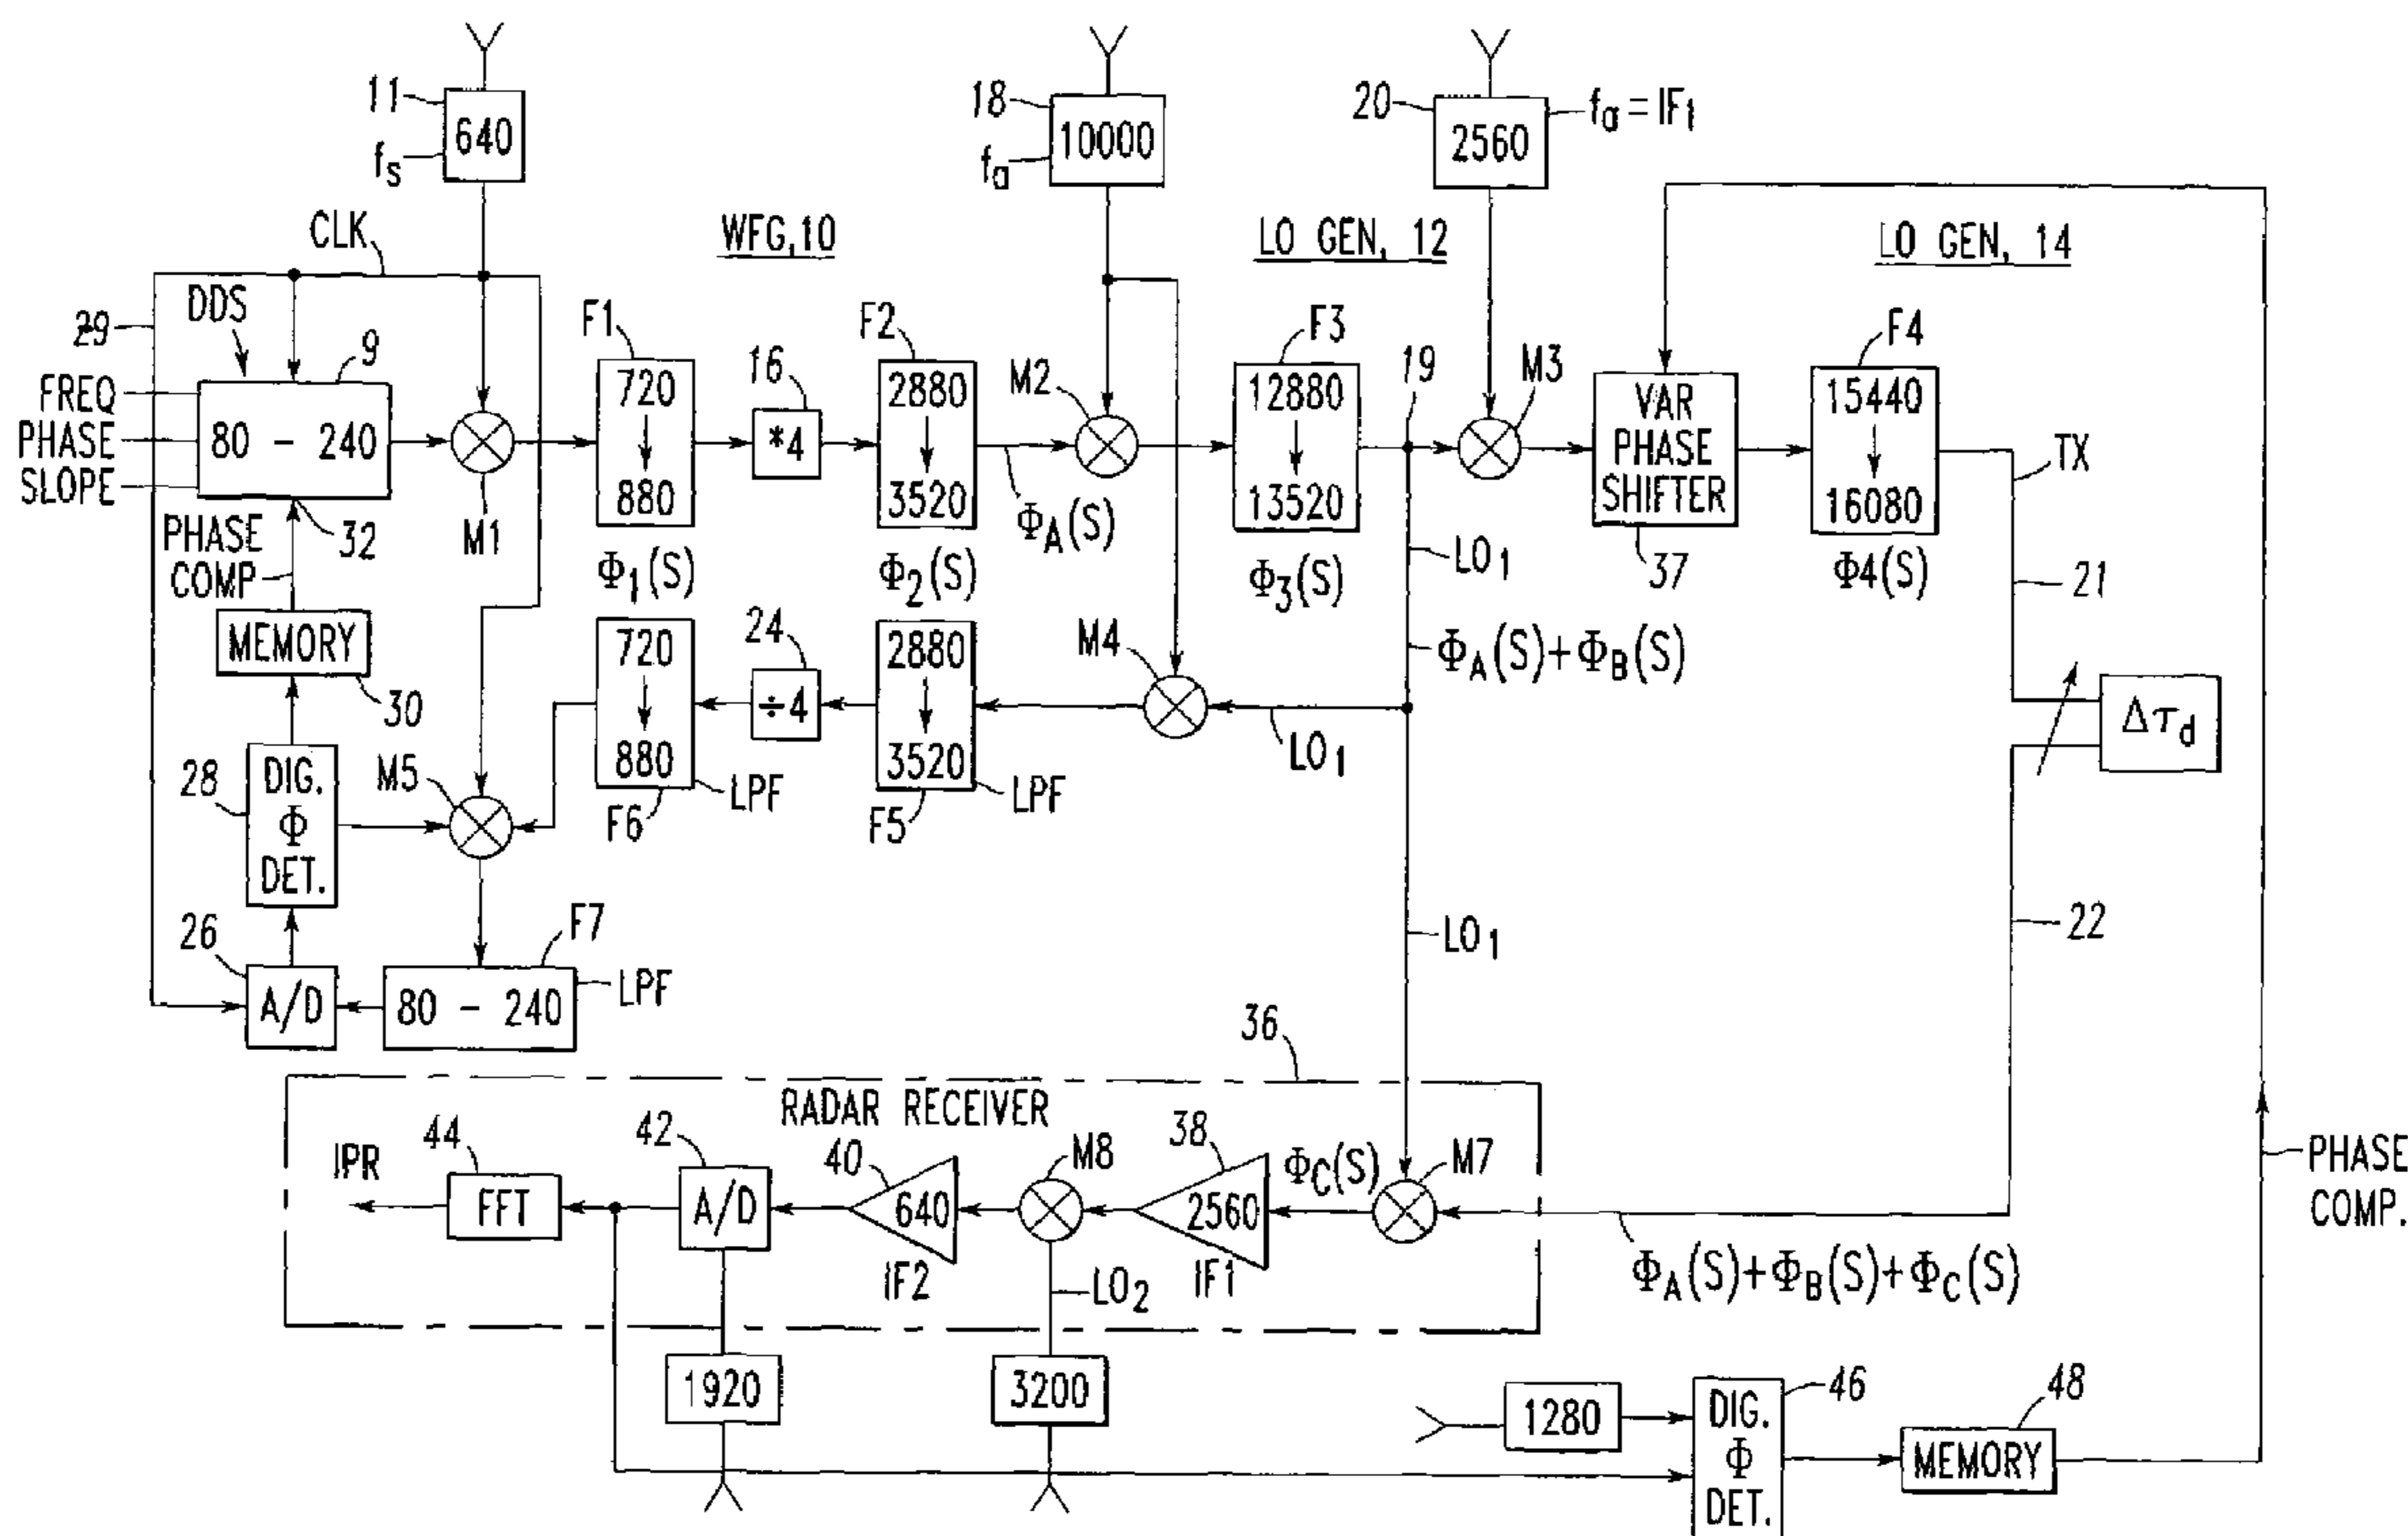 11
640
fs
18
10000
fa
20
2560
fa = IF1
CLK
WFG,10
LO GEN, 12
LO GEN, 14
29
DDS
9
FREQ
PHASE
SLOPE
80 - 240
M1
F1
720
880
Φ1(S)
16
*4
F2
2880
3520
Φ2(S)
M2
ΦA(S)
F3
12880
13520
Φ3(S)
19
M3
VAR
PHASE
SHIFTER
37
F4
15440
16080
Φ4(S)
TX
21
PHASE
COMP
32
LO1
MEMORY
30
720
880
LPF
F6
24
÷4
2880
3520
LPF
F5
M4
LO1
ΦA(S)+ΦB(S)
Δτd
28
DIG.
Φ
DET.
M5
26
A/D
F7
80 - 240
LPF
LO1
22
36
RADAR RECEIVER
IPR
44
FFT
42
A/D
40
640
IF2
M8
LO2
38
2560
IF1
ΦC(S)
M7
ΦA(S)+ΦB(S)+ΦC(S)
PHASE
COMP.
1920
3200
1280
46
DIG.
Φ
DET.
48
MEMORY